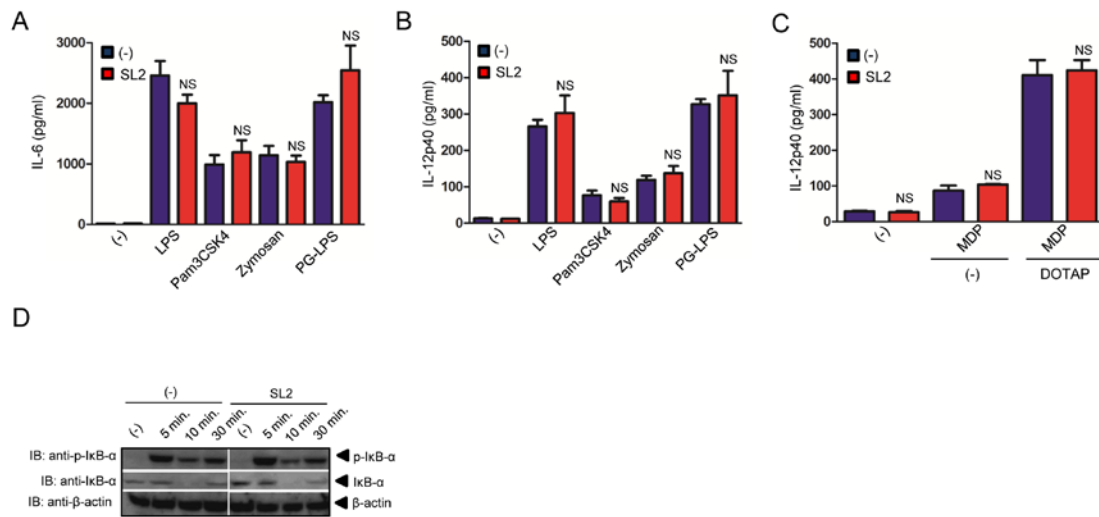 A
IL-6 (pg/ml)
3000
2000
1000
0
(-)
SL2
NS
NS
NS
NS
(-)
LPS
Pam3CSK4
Zymosan
PG-LPS
B
IL-12p40 (pg/ml)
500
400
300
200
100
0
(-)
SL2
NS
NS
NS
NS
(-)
LPS
Pam3CSK4
Zymosan
PG-LPS
C
IL-12p40 (pg/ml)
500
400
300
200
100
0
(-)
SL2
NS
NS
NS
(-)
MDP
MDP
(-)
DOTAP
D
(-) SL2
(-) 5 min. 10 min. 30 min. (-) 5 min. 10 min. 30 min.
IB: anti-p-IκB-α p-IκB-α
IB: anti-IκB-α IκB-α
IB: anti-β-actin β-actin